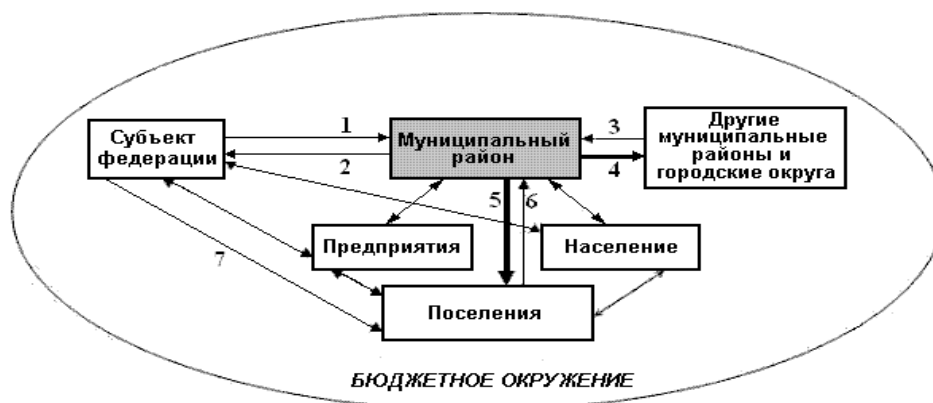 Субъект
федерации
1
2
Муниципальный
район
3
4
Другие
муниципальные
районы и
городские округа
5
6
7
Предприятия
Население
Поселения
БЮДЖЕТНОЕ ОКРУЖЕНИЕ